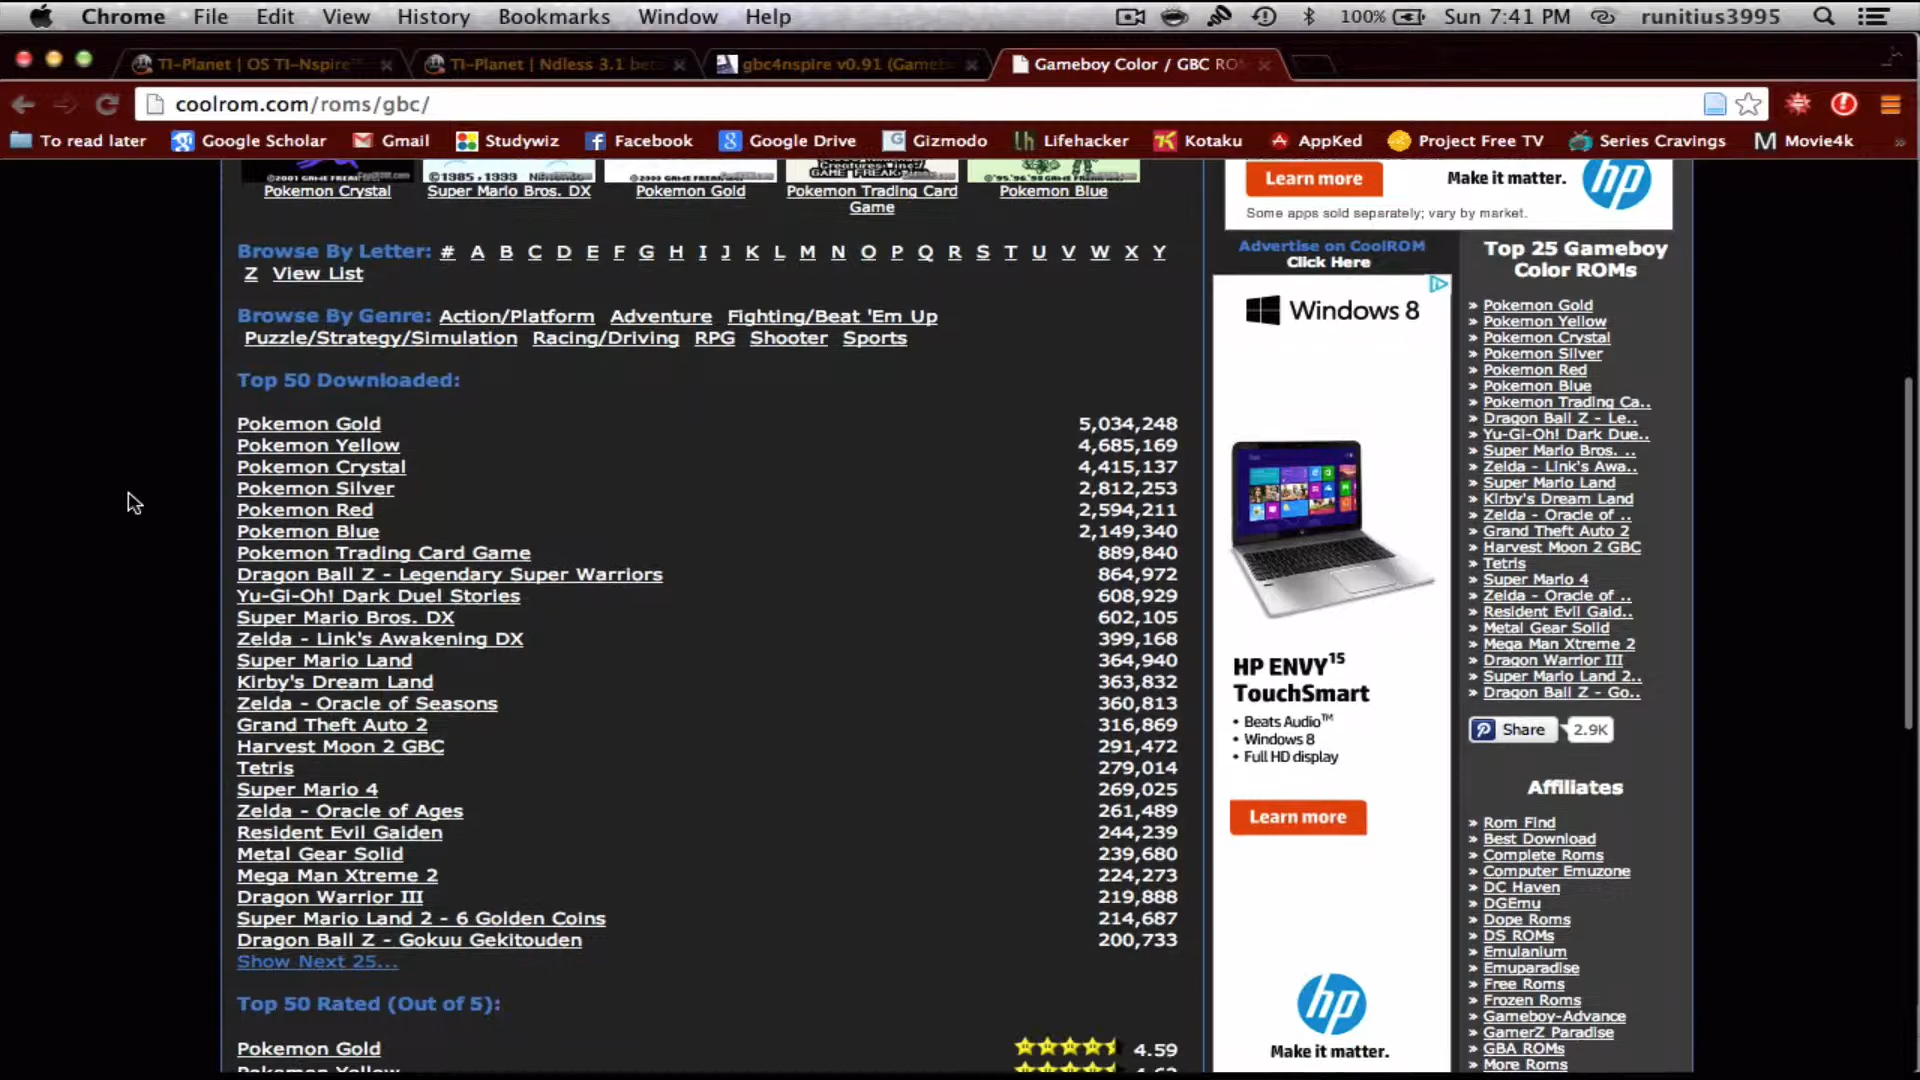 Chrome File Edit View History Bookmarks Window Help 100% Sun 7:41 PM runitius3995
TI-Planet | OS TI-Nspire TI-Planet | Ndless 3.1 bet gbc4nspire v0.91 (Gameb Gameboy Color / GBC RO
coolrom.com/roms/gbc/
To read later Google Scholar Gmail Studywiz Facebook Google Drive Gizmodo Lifehacker Kotaku AppKed Project Free TV Series Cravings Movie4k »
Pokemon Crystal Super Mario Bros. DX Pokemon Gold Pokemon Trading Card Game Pokemon Blue
Browse By Letter: # A B C D E F G H I J K L M N O P Q R S T U V W X Y
Z View List
Browse By Genre: Action/Platform Adventure Fighting/Beat 'Em Up
Puzzle/Strategy/Simulation Racing/Driving RPG Shooter Sports
Top 50 Downloaded:
Pokemon Gold 5,034,248
Pokemon Yellow 4,685,169
Pokemon Crystal 4,415,137
Pokemon Silver 2,812,253
Pokemon Red 2,594,211
Pokemon Blue 2,149,340
Pokemon Trading Card Game 889,840
Dragon Ball Z - Legendary Super Warriors 864,972
Yu-Gi-Oh! Dark Duel Stories 608,929
Super Mario Bros. DX 602,105
Zelda - Link's Awakening DX 399,168
Super Mario Land 364,940
Kirby's Dream Land 363,832
Zelda - Oracle of Seasons 360,813
Grand Theft Auto 2 316,869
Harvest Moon 2 GBC 291,472
Tetris 279,014
Super Mario 4 269,025
Zelda - Oracle of Ages 261,489
Resident Evil Gaiden 244,239
Metal Gear Solid 239,680
Mega Man Xtreme 2 224,273
Dragon Warrior III 219,888
Super Mario Land 2 - 6 Golden Coins 214,687
Dragon Ball Z - Gokuu Gekitouden 200,733
Show Next 25...
Top 50 Rated (Out of 5):
Pokemon Gold 4.59
Learn more Make it matter. hp
Some apps sold separately; vary by market.
Advertise on CoolROM
Click Here
Windows 8
HP ENVY15
TouchSmart
• Beats Audio™
• Windows 8
• Full HD display
Learn more
hp
Make it matter.
Top 25 Gameboy
Color ROMs
» Pokemon Gold
» Pokemon Yellow
» Pokemon Crystal
» Pokemon Silver
» Pokemon Red
» Pokemon Blue
» Pokemon Trading Ca..
» Dragon Ball Z - Le..
» Yu-Gi-Oh! Dark Due..
» Super Mario Bros. ..
» Zelda - Link's Awa..
» Super Mario Land
» Kirby's Dream Land
» Zelda - Oracle of ..
» Grand Theft Auto 2
» Harvest Moon 2 GBC
» Tetris
» Super Mario 4
» Zelda - Oracle of ..
» Resident Evil Gaid..
» Metal Gear Solid
» Mega Man Xtreme 2
» Dragon Warrior III
» Super Mario Land 2..
» Dragon Ball Z - Go..
Share 2.9K
Affiliates
» Rom Find
» Best Download
» Complete Roms
» Computer Emuzone
» DC Haven
» DGEmu
» Dope Roms
» DS ROMs
» Emulanium
» Emuparadise
» Free Roms
» Frozen Roms
» Gameboy-Advance
» GamerZ Paradise
» GBA ROMs
» More Roms